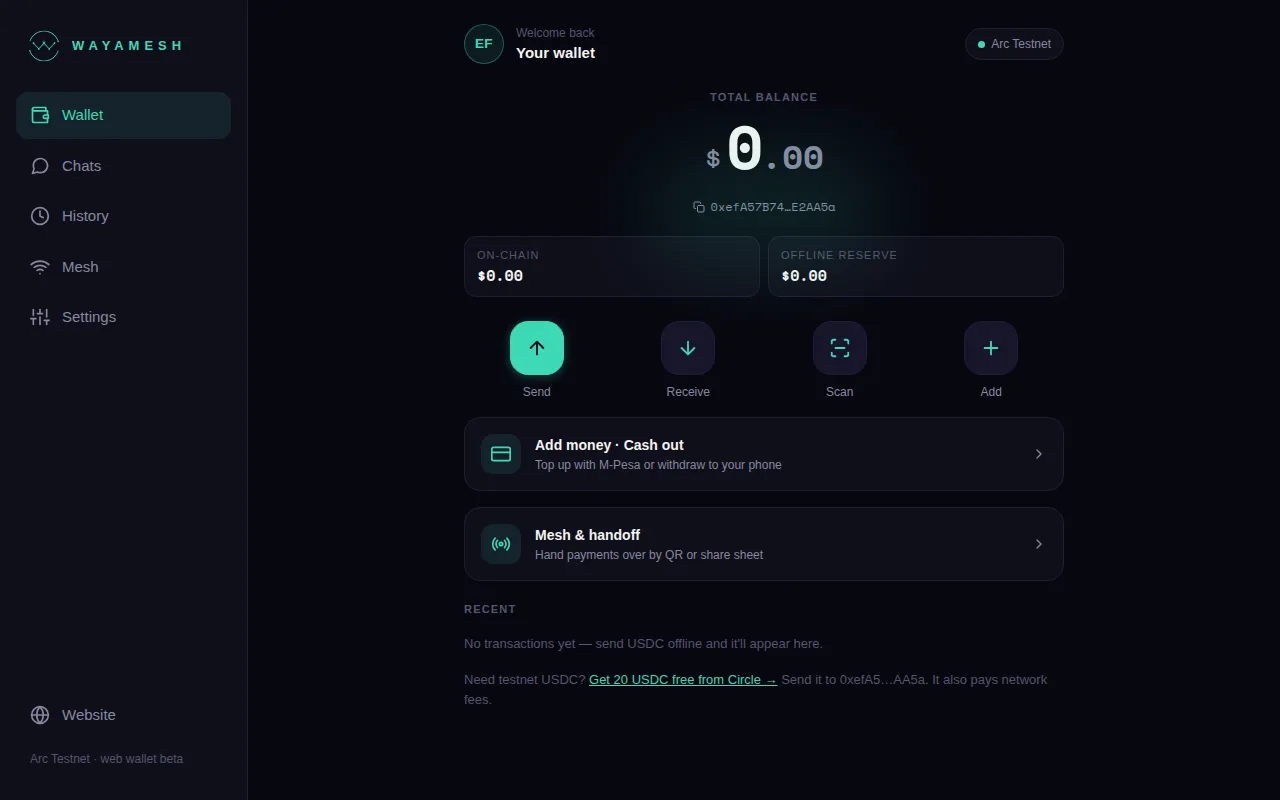 WAYAMESH
Wallet
Chats
History
Mesh
Settings
Website
Arc Testnet · web wallet beta
EF
Welcome back
Your wallet
Arc Testnet
TOTAL BALANCE
$0.00
0xefA57B74…E2AA5a
ON-CHAIN
$0.00
OFFLINE RESERVE
$0.00
Send
Receive
Scan
Add
Add money · Cash out
Top up with M-Pesa or withdraw to your phone
Mesh & handoff
Hand payments over by QR or share sheet
RECENT
No transactions yet — send USDC offline and it'll appear here.
Need testnet USDC? Get 20 USDC free from Circle → Send it to 0xefA5…AA5a. It also pays network
fees.